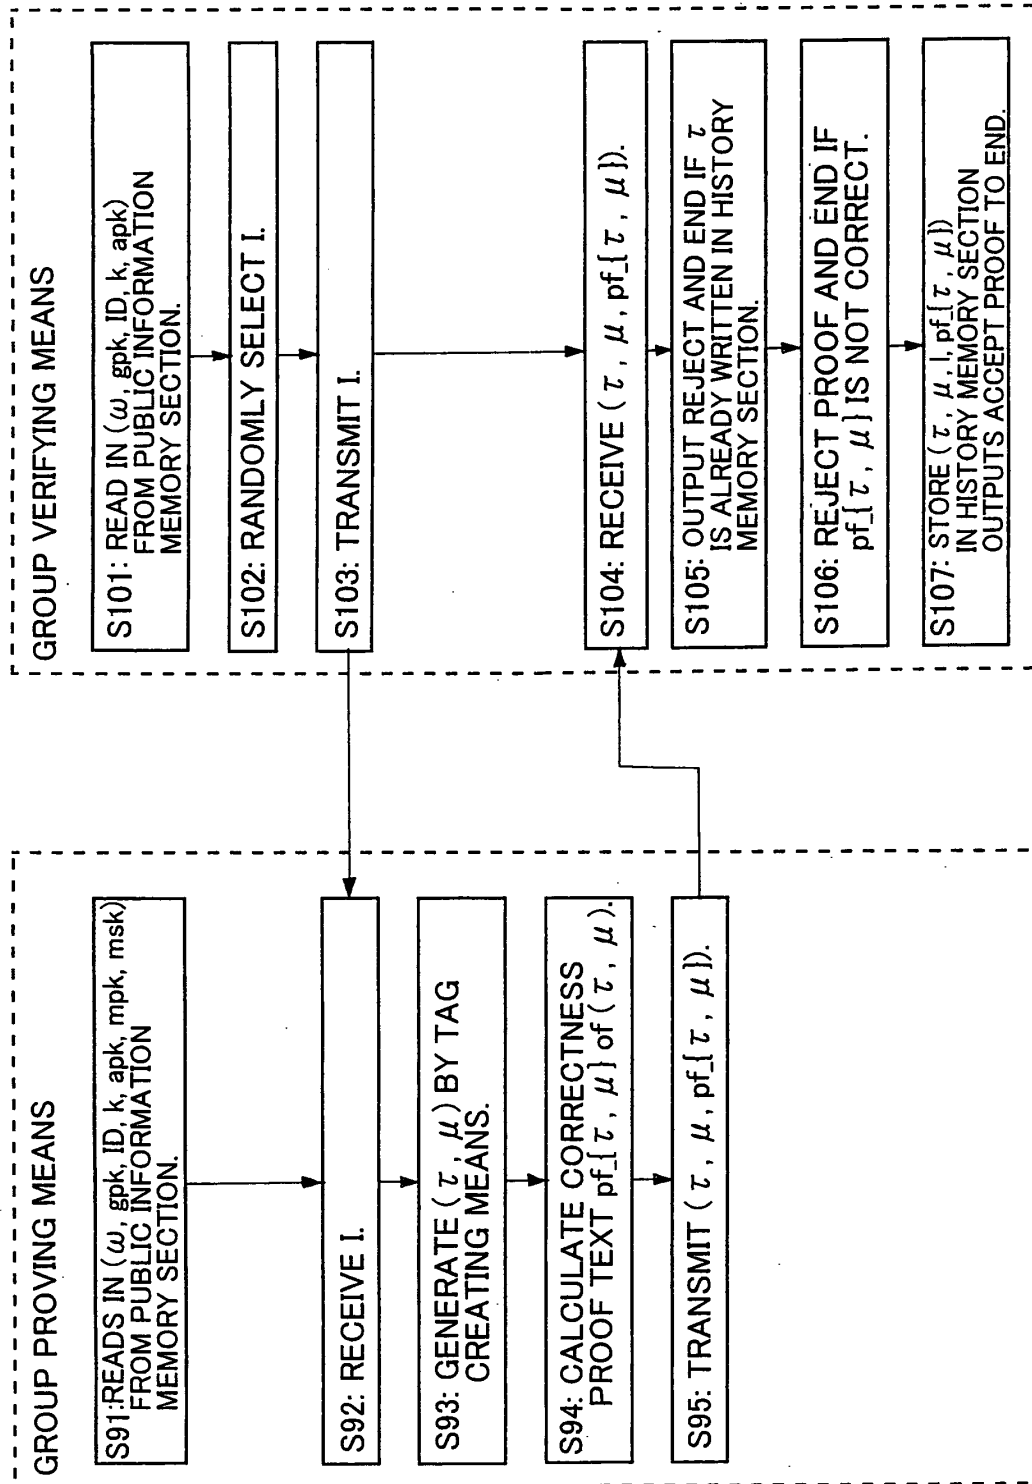 GROUP PROVING MEANS
S91:READS IN (ω, gpk, ID, k, apk, mpk, msk)
FROM PUBLIC INFORMATION
MEMORY SECTION.
S92: RECEIVE I.
S93: GENERATE (τ, μ) BY TAG
CREATING MEANS.
S94: CALCULATE CORRECTNESS
PROOF TEXT pf_{τ, μ} of (τ, μ).
S95: TRANSMIT (τ, μ, pf_{τ, μ}).
GROUP VERIFYING MEANS
S101: READ IN (ω, gpk, ID, k, apk)
FROM PUBLIC INFORMATION
MEMORY SECTION.
S102: RANDOMLY SELECT I.
S103: TRANSMIT I.
S104: RECEIVE (τ, μ, pf_{τ, μ}).
S105: OUTPUT REJECT AND END IF τ
IS ALREADY WRITTEN IN HISTORY
MEMORY SECTION.
S106: REJECT PROOF AND END IF
pf_{τ, μ} IS NOT CORRECT.
S107: STORE (τ, μ, l, pf_{τ, μ})
IN HISTORY MEMORY SECTION
OUTPUTS ACCEPT PROOF TO END.